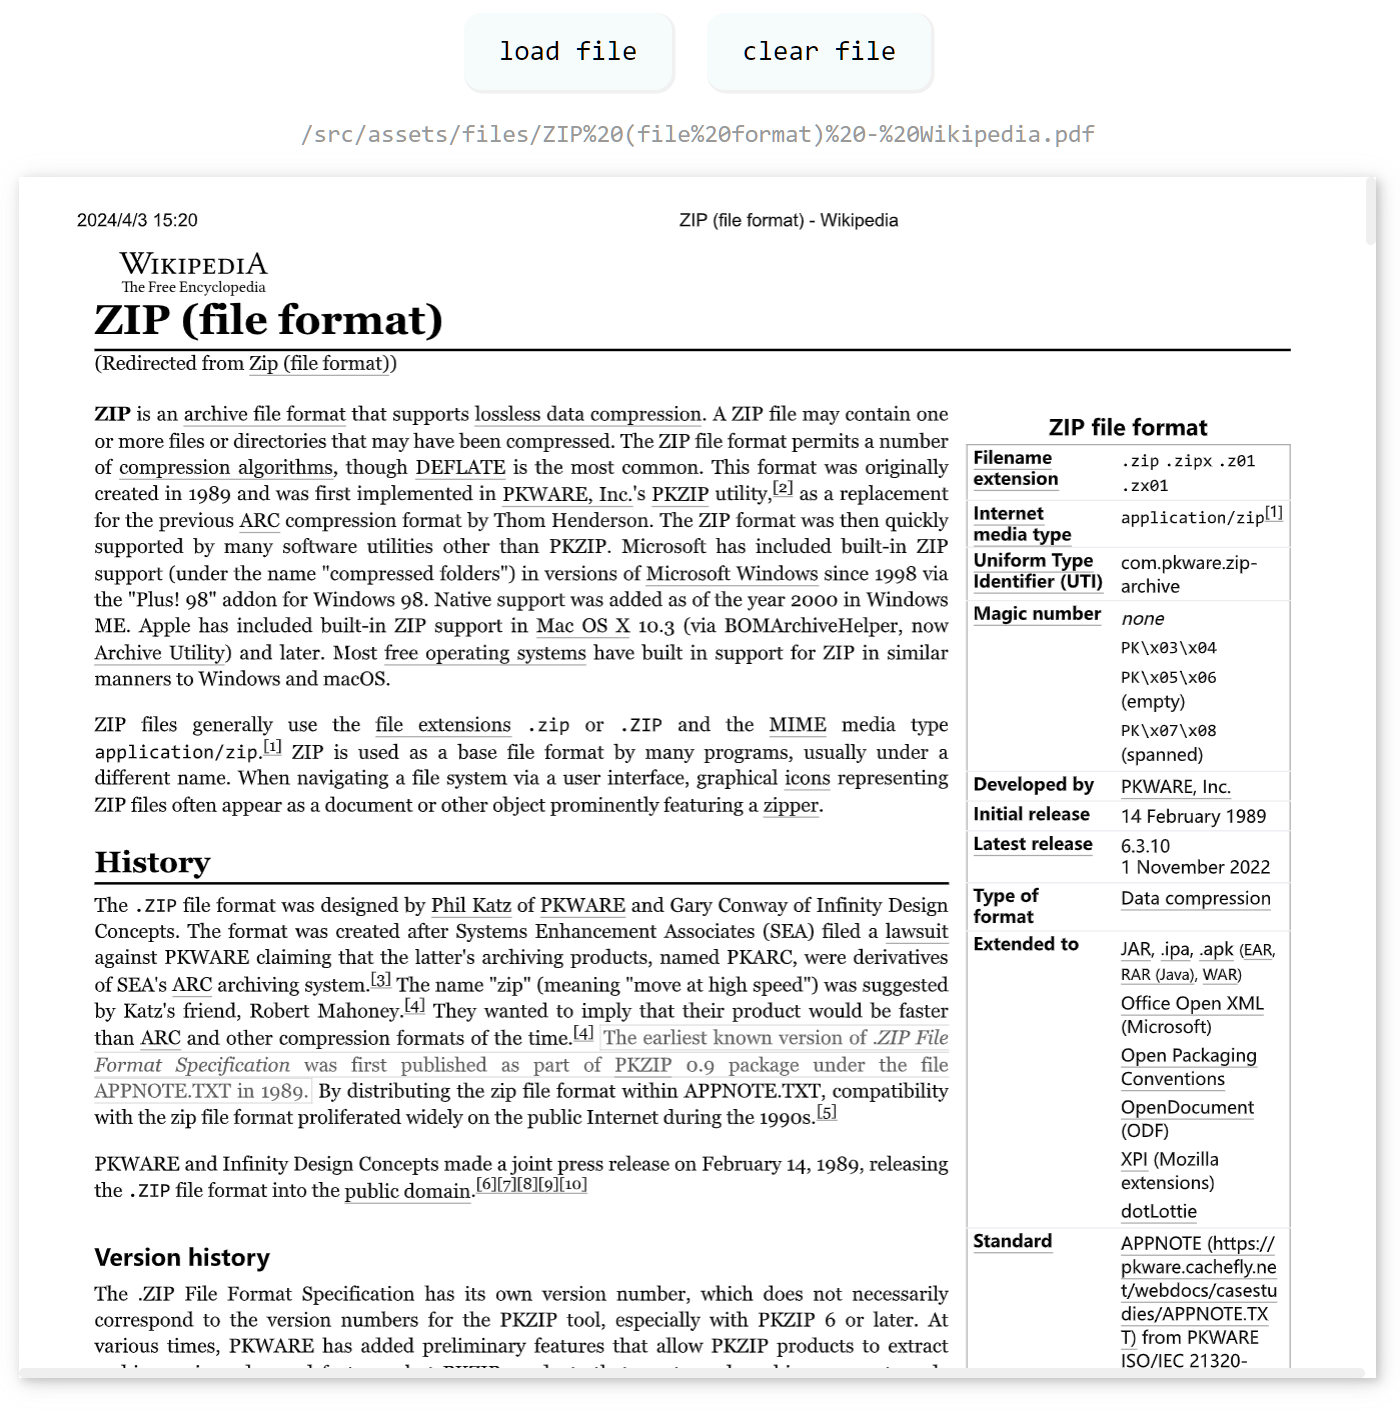 load file
clear file
/src/assets/files/ZIP%20(file%20format)%20-%20Wikipedia.pdf
2024/4/3 15:20
ZIP (file format) - Wikipedia
WIKIPEDIA
The Free Encyclopedia
ZIP (file format)
(Redirected from Zip (file format))
ZIP is an archive file format that supports lossless data compression. A ZIP file may contain one
or more files or directories that may have been compressed. The ZIP file format permits a number
of compression algorithms, though DEFLATE is the most common. This format was originally
created in 1989 and was first implemented in PKWARE, Inc.'s PKZIP utility,[2] as a replacement
for the previous ARC compression format by Thom Henderson. The ZIP format was then quickly
supported by many software utilities other than PKZIP. Microsoft has included built-in ZIP
support (under the name "compressed folders") in versions of Microsoft Windows since 1998 via
the "Plus! 98" addon for Windows 98. Native support was added as of the year 2000 in Windows
ME. Apple has included built-in ZIP support in Mac OS X 10.3 (via BOMArchiveHelper, now
Archive Utility) and later. Most free operating systems have built in support for ZIP in similar
manners to Windows and macOS.
ZIP files generally use the file extensions .zip or .ZIP and the MIME media type
application/zip.[1] ZIP is used as a base file format by many programs, usually under a
different name. When navigating a file system via a user interface, graphical icons representing
ZIP files often appear as a document or other object prominently featuring a zipper.
History
The .ZIP file format was designed by Phil Katz of PKWARE and Gary Conway of Infinity Design
Concepts. The format was created after Systems Enhancement Associates (SEA) filed a lawsuit
against PKWARE claiming that the latter's archiving products, named PKARC, were derivatives
of SEA's ARC archiving system.[3] The name "zip" (meaning "move at high speed") was suggested
by Katz's friend, Robert Mahoney.[4] They wanted to imply that their product would be faster
than ARC and other compression formats of the time.[4] The earliest known version of .ZIP File
Format Specification was first published as part of PKZIP 0.9 package under the file
APPNOTE.TXT in 1989. By distributing the zip file format within APPNOTE.TXT, compatibility
with the zip file format proliferated widely on the public Internet during the 1990s.[5]
PKWARE and Infinity Design Concepts made a joint press release on February 14, 1989, releasing
the .ZIP file format into the public domain.[6][7][8][9][10]
Version history
The .ZIP File Format Specification has its own version number, which does not necessarily
correspond to the version numbers for the PKZIP tool, especially with PKZIP 6 or later. At
various times, PKWARE has added preliminary features that allow PKZIP products to extract
ZIP file format
Filename
extension
.zip .zipx .z01
.zx01
Internet
media type
application/zip[1]
Uniform Type
Identifier (UTI)
com.pkware.zip-
archive
Magic number
none
PK\x03\x04
PK\x05\x06
(empty)
PK\x07\x08
(spanned)
Developed by
PKWARE, Inc.
Initial release
14 February 1989
Latest release
6.3.10
1 November 2022
Type of
format
Data compression
Extended to
JAR, .ipa, .apk (EAR,
RAR (Java), WAR)
Office Open XML
(Microsoft)
Open Packaging
Conventions
OpenDocument
(ODF)
XPI (Mozilla
extensions)
dotLottie
Standard
APPNOTE (https://
pkware.cachefly.ne
t/webdocs/casestu
dies/APPNOTE.TX
T) from PKWARE
ISO/IEC 21320-